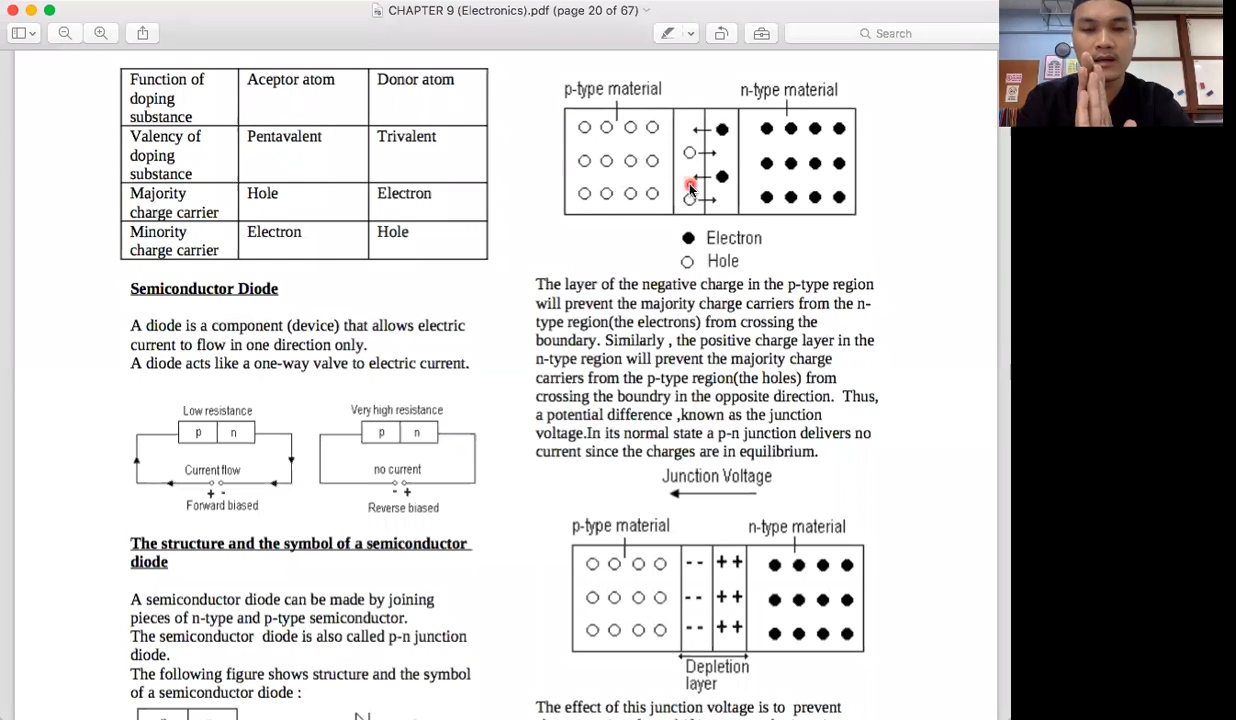 CHAPTER 9 (Electronics).pdf (page 20 of 67)
Search
Function of doping substance Aceptor atom Donor atom
Valency of doping substance Pentavalent Trivalent
Majority charge carrier Hole Electron
Minority charge carrier Electron Hole
Semiconductor Diode
A diode is a component (device) that allows electric
current to flow in one direction only.
A diode acts like a one-way valve to electric current.
Low resistance
p n
Current flow
+ -
Forward biased
Very high resistance
p n
no current
- +
Reverse biased
The structure and the symbol of a semiconductor
diode
A semiconductor diode can be made by joining
pieces of n-type and p-type semiconductor.
The semiconductor diode is also called p-n junction
diode.
The following figure shows structure and the symbol
of a semiconductor diode :
p-type material n-type material
Electron
Hole
The layer of the negative charge in the p-type region
will prevent the majority charge carriers from the n-
type region(the electrons) from crossing the
boundary. Similarly , the positive charge layer in the
n-type region will prevent the majority charge
carriers from the p-type region(the holes) from
crossing the boundry in the opposite direction. Thus,
a potential difference ,known as the junction
voltage.In its normal state a p-n junction delivers no
current since the charges are in equilibrium.
Junction Voltage
p-type material n-type material
- - + +
- - + +
- - + +
Depletion
layer
The effect of this junction voltage is to prevent